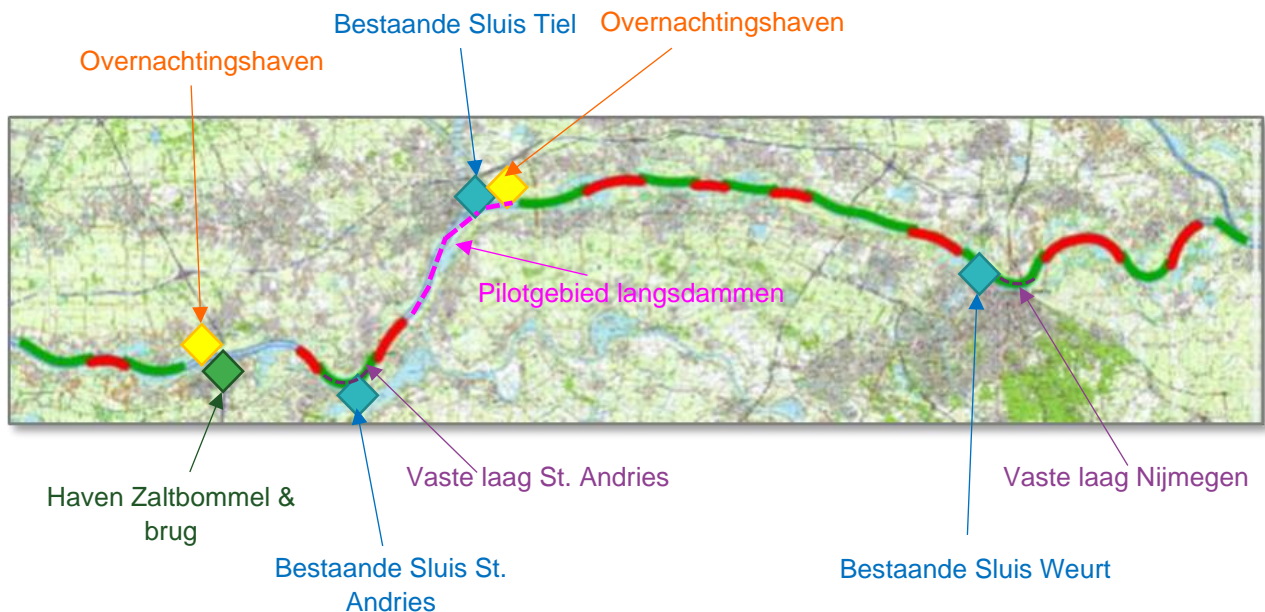 Bestaande Sluis Tiel
Overnachtingshaven
Overnachtingshaven
Pilotgebied langsdammen
Vaste laag St. Andries
Vaste laag Nijmegen
Haven Zaltbommel &
brug
Bestaande Sluis St.
Andries
Bestaande Sluis Weurt